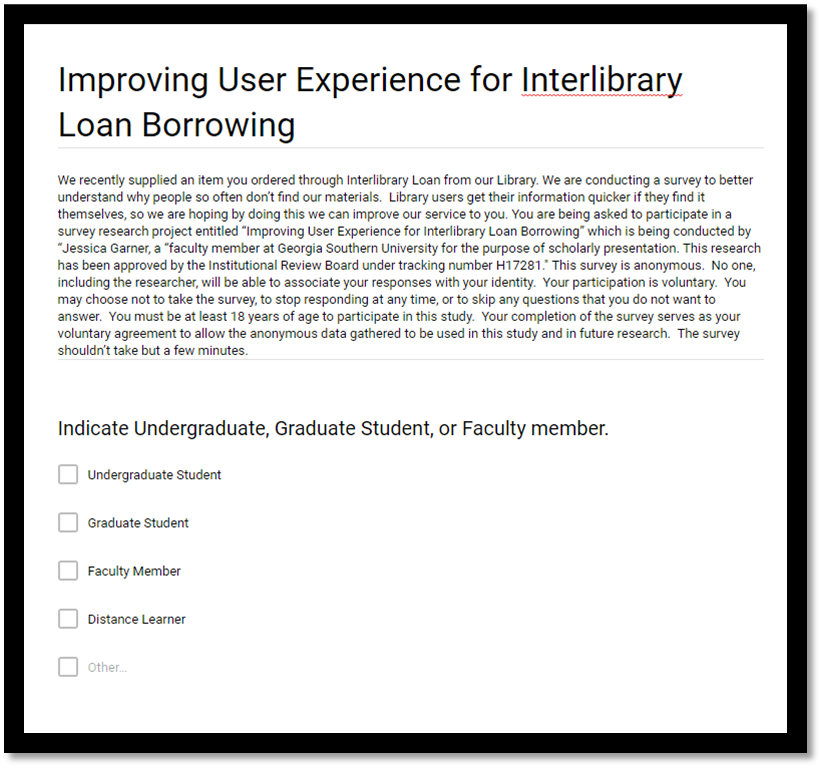 Improving User Experience for Interlibrary
Loan Borrowing
We recently supplied an item you ordered through Interlibrary Loan from our Library. We are conducting a survey to better
understand why people so often don’t find our materials.  Library users get their information quicker if they find it
themselves, so we are hoping by doing this we can improve our service to you. You are being asked to participate in a
survey research project entitled “Improving User Experience for Interlibrary Loan Borrowing” which is being conducted by
“Jessica Garner, a “faculty member at Georgia Southern University for the purpose of scholarly presentation. This research
has been approved by the Institutional Review Board under tracking number H17281." This survey is anonymous.  No one,
including the researcher, will be able to associate your responses with your identity.  Your participation is voluntary.  You
may choose not to take the survey, to stop responding at any time, or to skip any questions that you do not want to
answer.  You must be at least 18 years of age to participate in this study.  Your completion of the survey serves as your
voluntary agreement to allow the anonymous data gathered to be used in this study and in future research.  The survey
shouldn’t take but a few minutes.
Indicate Undergraduate, Graduate Student, or Faculty member.
Undergraduate Student
Graduate Student
Faculty Member
Distance Learner
Other...